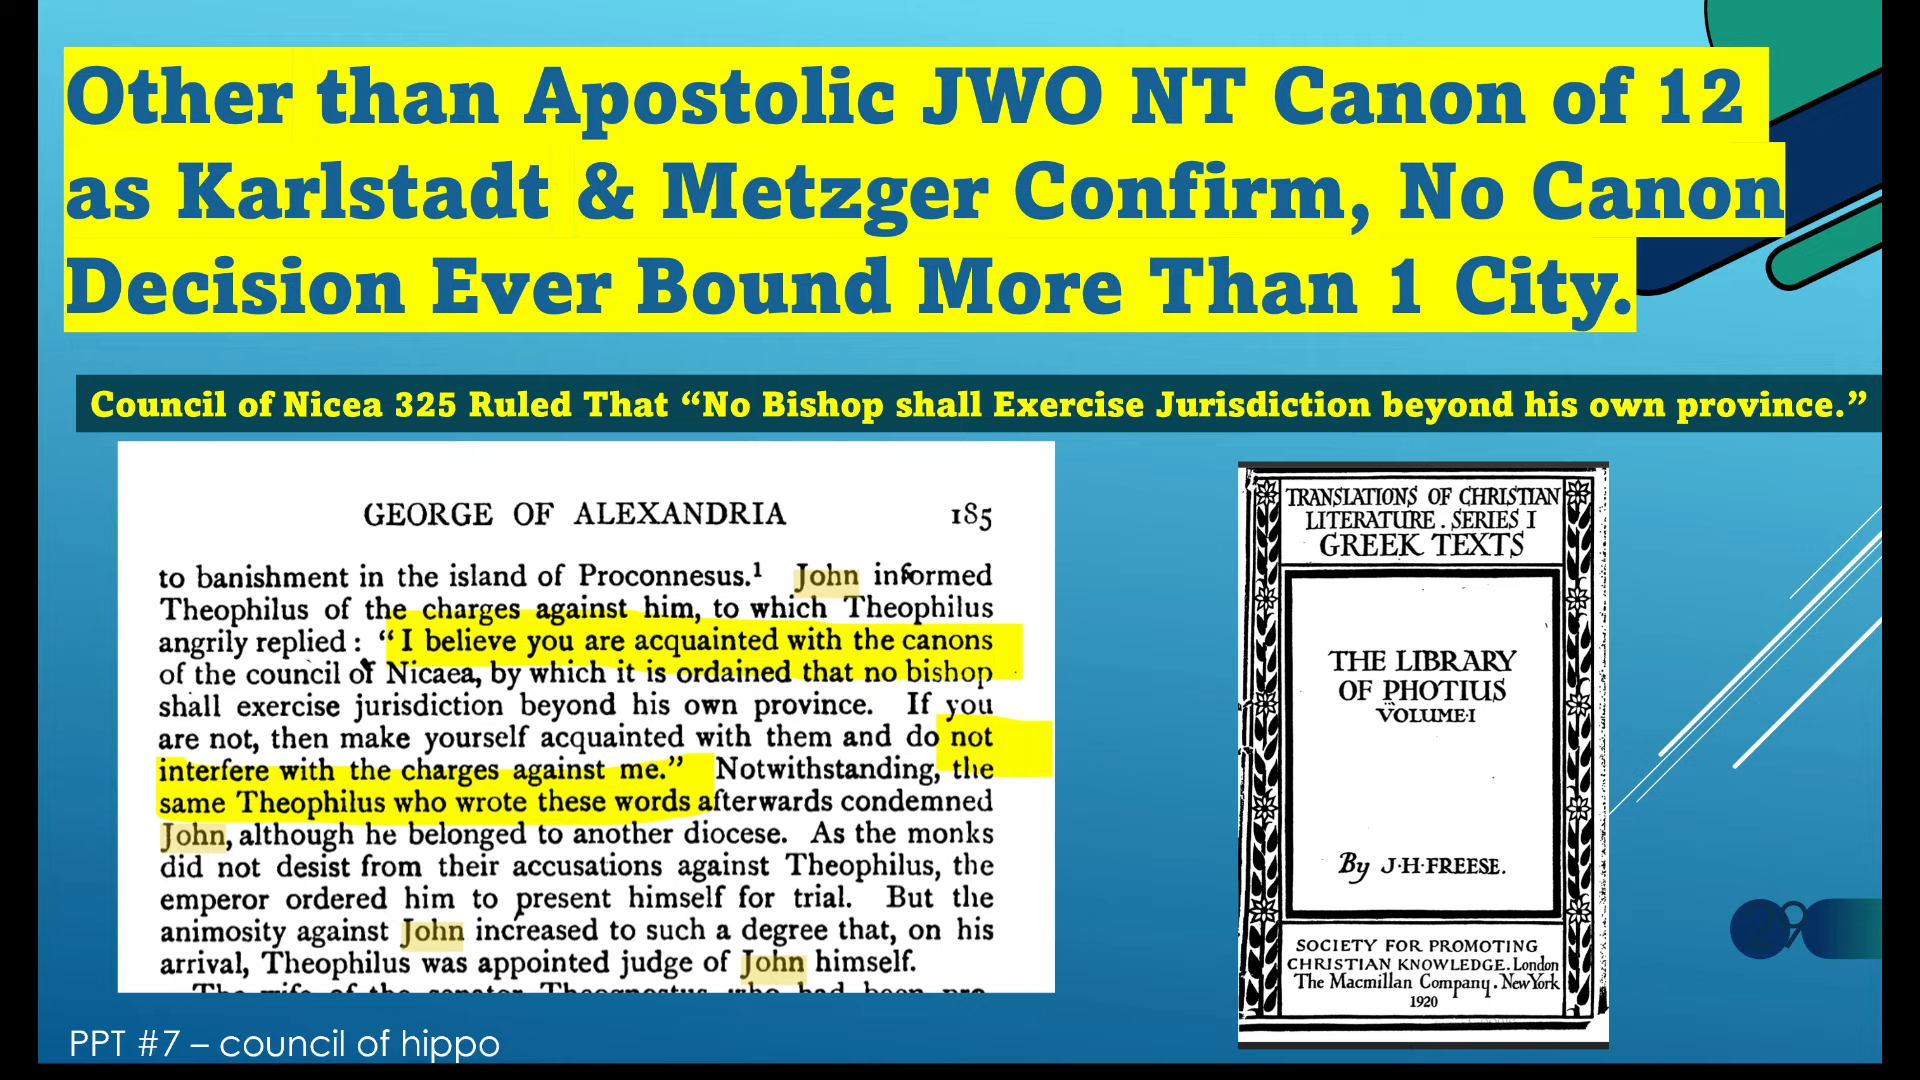 Other than Apostolic JWO NT Canon of 12
as Karlstadt & Metzger Confirm, No Canon
Decision Ever Bound More Than 1 City.
Council of Nicea 325 Ruled That “No Bishop shall Exercise Jurisdiction beyond his own province.”
GEORGE OF ALEXANDRIA 185
to banishment in the island of Proconnesus.¹ John informed
Theophilus of the charges against him, to which Theophilus
angrily replied : “ I believe you are acquainted with the canons
of the council of Nicaea, by which it is ordained that no bishop
shall exercise jurisdiction beyond his own province. If you
are not, then make yourself acquainted with them and do not
interfere with the charges against me.” Notwithstanding, the
same Theophilus who wrote these words afterwards condemned
John, although he belonged to another diocese. As the monks
did not desist from their accusations against Theophilus, the
emperor ordered him to present himself for trial. But the
animosity against John increased to such a degree that, on his
arrival, Theophilus was appointed judge of John himself.
The wife of the senator Theognostus who had been
TRANSLATIONS OF CHRISTIAN
LITERATURE. SERIES I
GREEK TEXTS
THE LIBRARY
OF PHOTIUS
VOLUME·I
By J·H·FREESE.
SOCIETY FOR PROMOTING
CHRISTIAN KNOWLEDGE. London
The Macmillan Company. New York
1920
29
PPT #7 – council of hippo